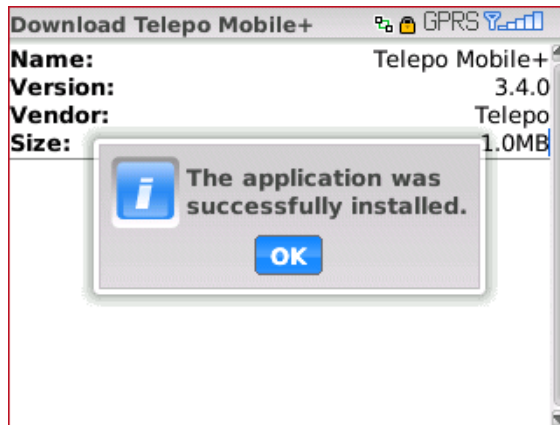 Download Telepo Mobile+ GPRS
Name: Telepo Mobile+
Version: 3.4.0
Vendor: Telepo
Size: 1.0MB
The application was
successfully installed.
OK